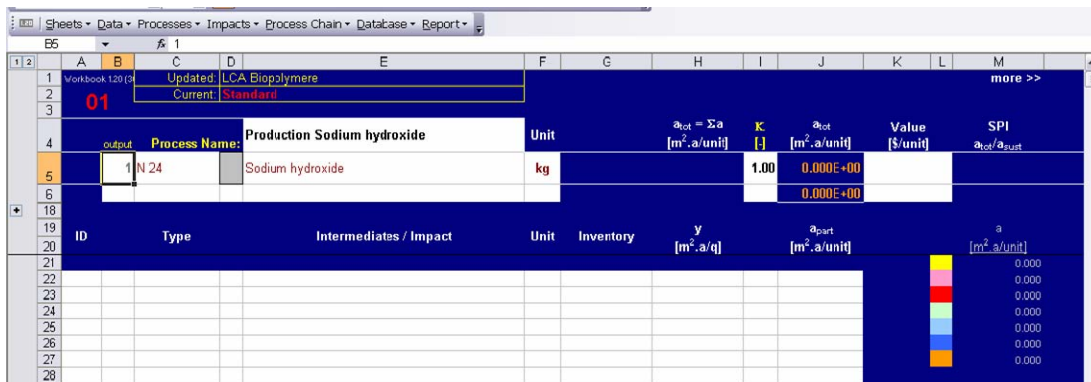 Sheets Data Processes Impacts Process Chain Database Report
B5 fx 1
1 2 A B C D E F G H I J K L M
1 Workbook 1.20 (3 Updated: LCA Biopolymere more >>
2 01 Current: Standard
3
4 output Process Name: Production Sodium hydroxide Unit atot = Σa [m2.a/unit] K [-] atot [m2.a/unit] Value [$/unit] SPI atot/asust
5 1 N 24 Sodium hydroxide kg 1.00 0.000E+00
6 0.000E+00
+ 18
19 ID Type Intermediates / Impact Unit Inventory y apart a
20 [m2.a/q] [m2.a/unit] [m2.a/unit]
21 0.000
22 0.000
23 0.000
24 0.000
25 0.000
26 0.000
27 0.000
28